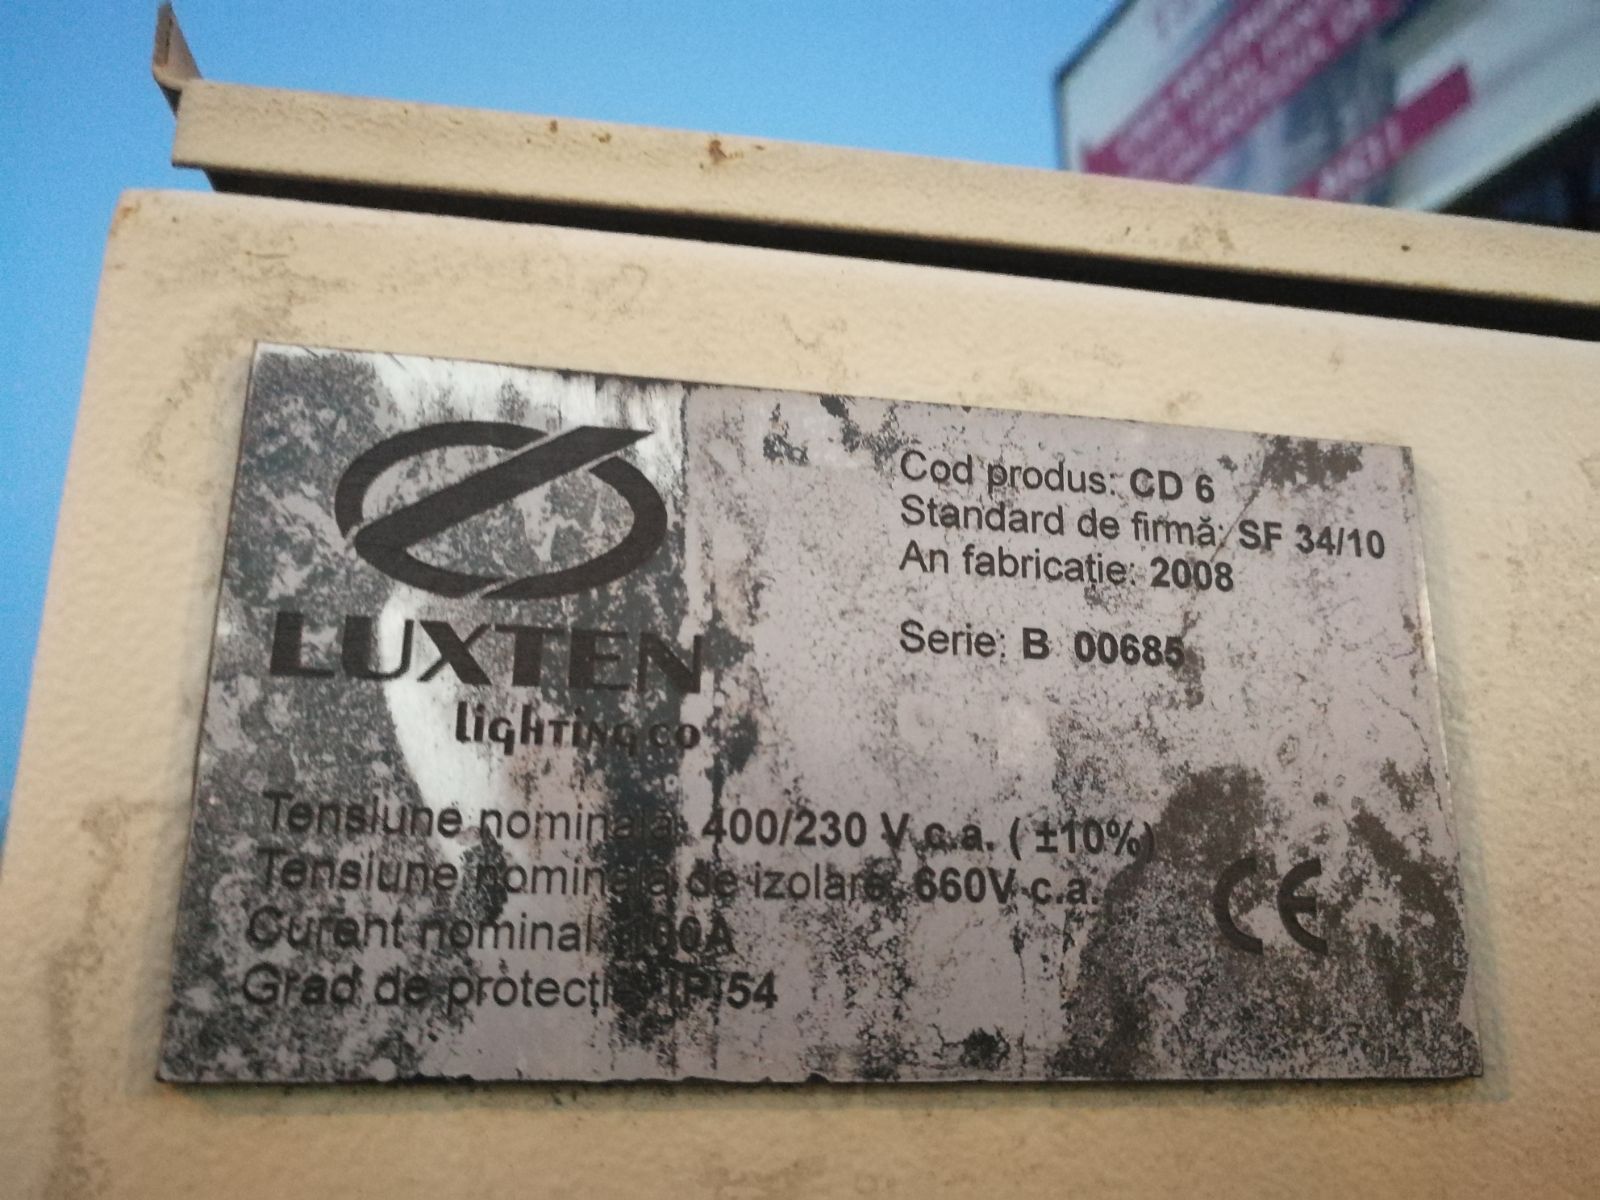 LUXTEN
lighting co
Cod produs: CD 6
Standard de firmă: SF 34/10
An fabricație: 2008
Serie: B 00685
Tensiune nominală: 400/230 V c.a. ( ±10%)
Tensiune nominală de izolare: 660V c.a.
Curent nominal:
Grad de protecție: IP 54
CE